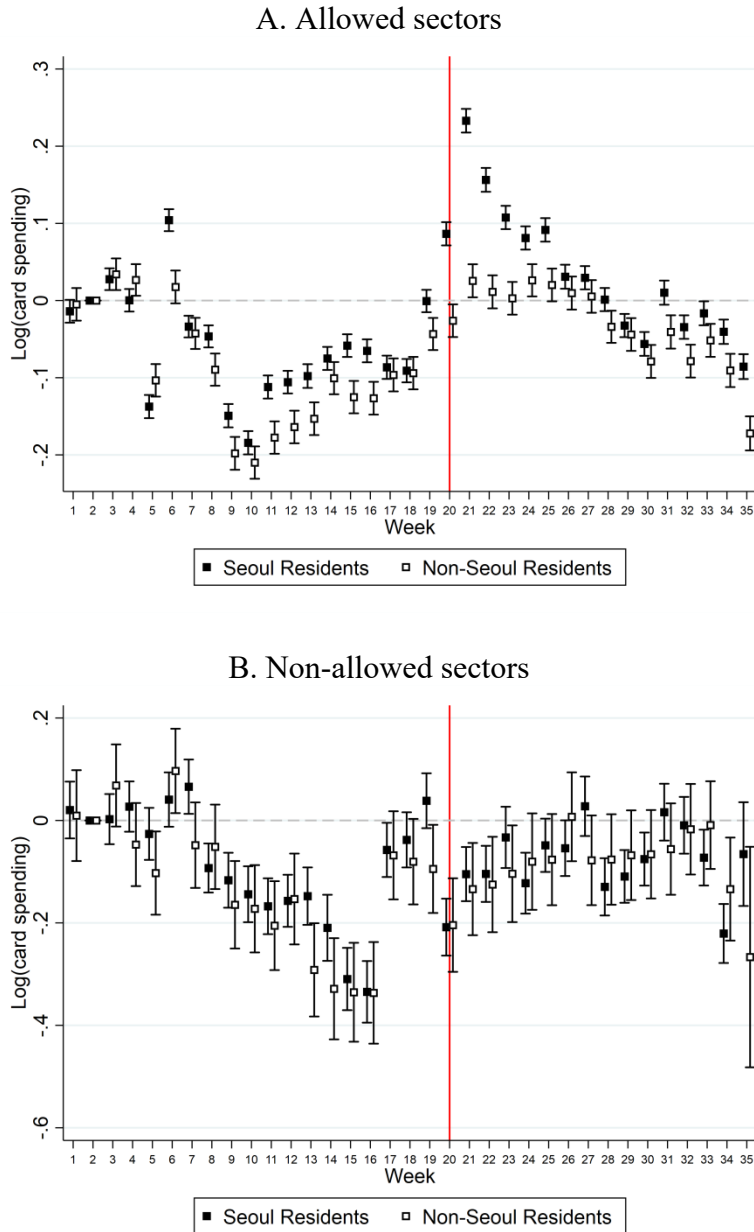 A. Allowed sectors
.3
.2
.1
0
-.1
-.2
Log(card spending)
1 2 3 4 5 6 7 8 9 10 11 12 13 14 15 16 17 18 19 20 21 22 23 24 25 26 27 28 29 30 31 32 33 34 35
Week
Seoul Residents Non-Seoul Residents
B. Non-allowed sectors
.2
0
-.2
-.4
-.6
Log(card spending)
1 2 3 4 5 6 7 8 9 10 11 12 13 14 15 16 17 18 19 20 21 22 23 24 25 26 27 28 29 30 31 32 33 34 35
Week
Seoul Residents Non-Seoul Residents